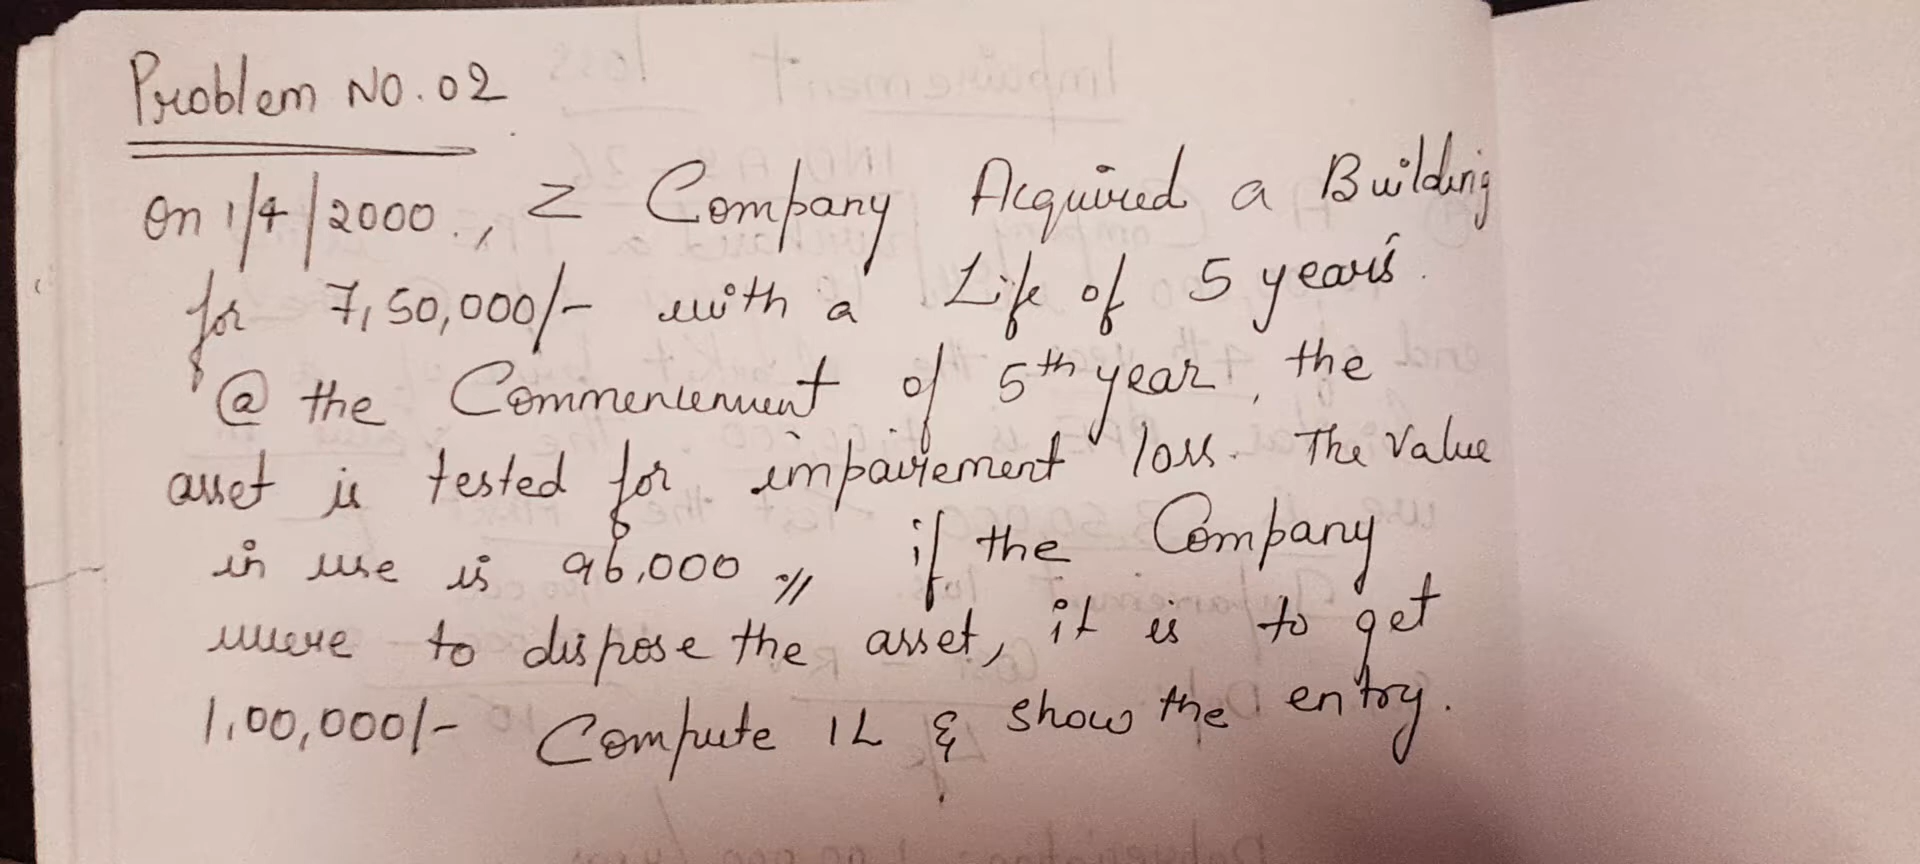 Problem NO. 02
On 1/4/2000., Z Company Acquired a Building
for 7,50,000/- with a Life of 5 years.
@ the Commencement of 5th year, the
asset is tested for impairement loss. The Value
in use is 96,000 // if the Company
were to dispose the asset, it is to get
1,00,000/- Compute IL & show the entry.